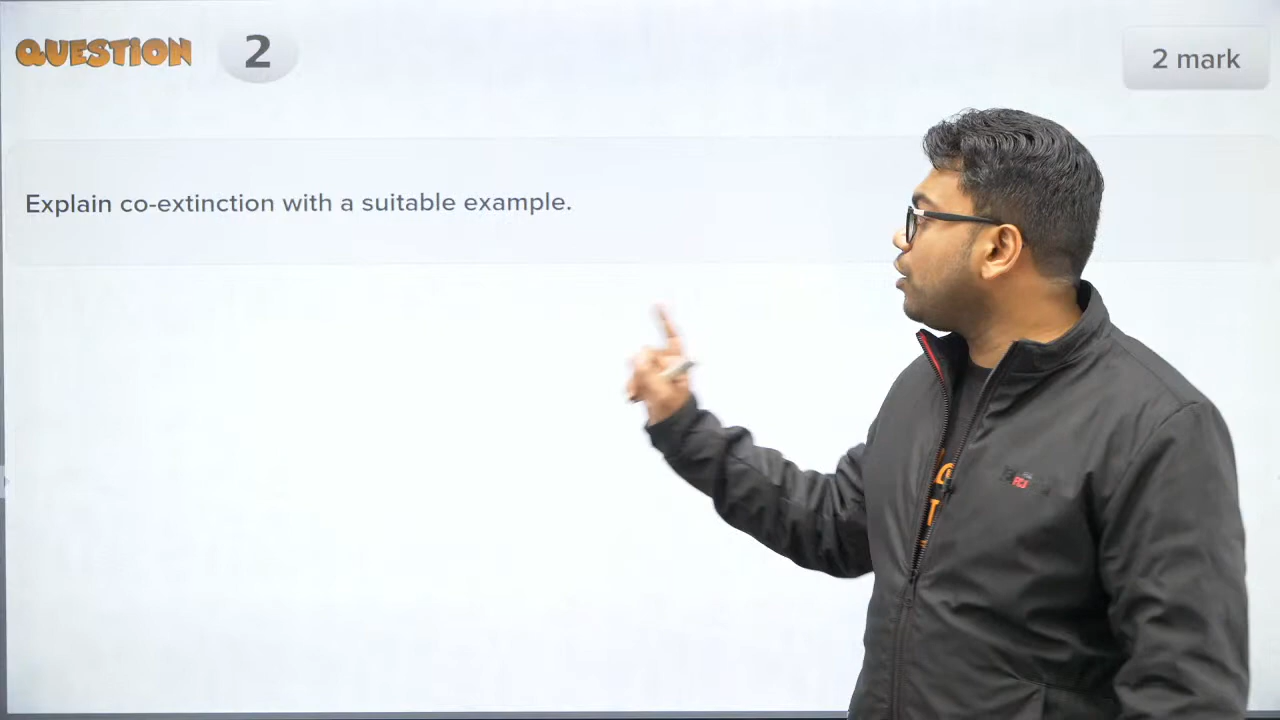 QUESTION 2
2 mark
Explain co-extinction with a suitable example.